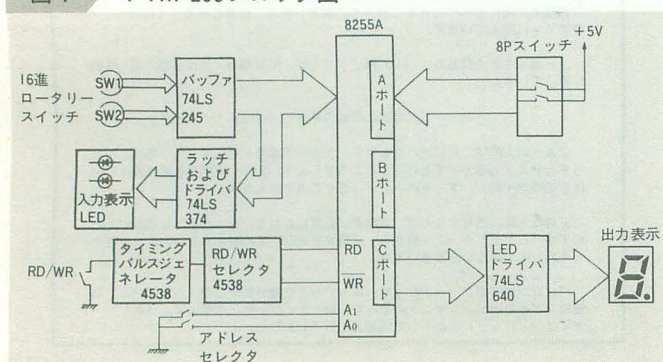 8255A
+5V
8Pスイッチ
16進
ロータリー
スイッチ
SW1
SW2
バッファ
74LS
245
Aポート
ラッチ
および
ドライバ
74LS
374
入力表示
LED
Bポート
RD/WR
タイミング
パルスジェ
ネレータ
4538
RD/WR
セレクタ
4538
RD
WR
A1
A0
Cポート
LED
ドライバ
74LS
640
出力表示
アドレス
セレクタ